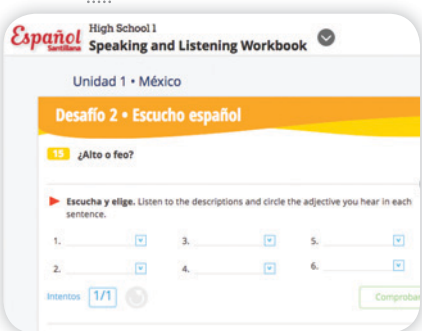 Español
Santillana
High School 1
Speaking and Listening Workbook
Unidad 1 • México
Desafío 2 • Escucho español
15 ¿Alto o feo?
Escucha y elige. Listen to the descriptions and circle the adjective you hear in each
sentence.
1. 3. 5.
2. 4. 6.
Intentos 1/1 Comprobar